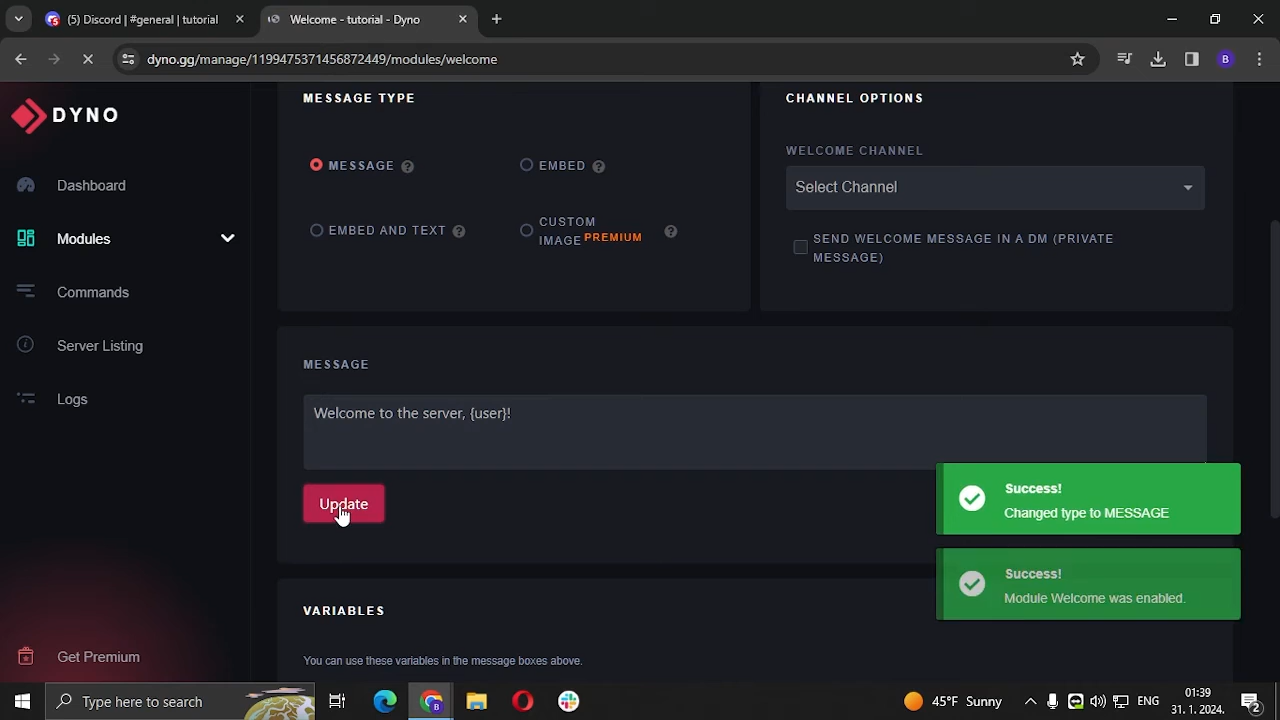 (5) Discord | #general | tutorial
Welcome - tutorial - Dyno
dyno.gg/manage/1199475371456872449/modules/welcome
B
DYNO
Dashboard
Modules
Commands
Server Listing
Logs
Get Premium
MESSAGE TYPE
MESSAGE ?
EMBED ?
EMBED AND TEXT ?
CUSTOM
IMAGE PREMIUM ?
CHANNEL OPTIONS
WELCOME CHANNEL
Select Channel
SEND WELCOME MESSAGE IN A DM (PRIVATE
MESSAGE)
MESSAGE
Welcome to the server, {user}!
Update
Success!
Changed type to MESSAGE
Success!
Module Welcome was enabled.
VARIABLES
You can use these variables in the message boxes above.
Type here to search
45°F Sunny
ENG
01:39
31. 1. 2024.
2